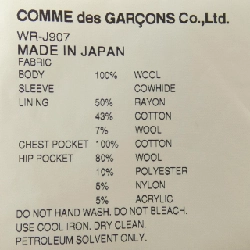 COMME des GARÇONS Co.,Ltd.
WR-J907
MADE IN JAPAN
FABRIC
BODY 100% WOOL
SLEEVE COWHIDE
LINING 50% RAYON
43% COTTON
7% WOOL
CHEST POCKET 100% COTTON
HIP POCKET 80% WOOL
10% POLYESTER
5% NYLON
5% ACRYLIC
DO NOT HAND WASH. DO NOT BLEACH.
USE COOL IRON. DRY CLEAN
PETROLEUM SOLVENT ONLY.